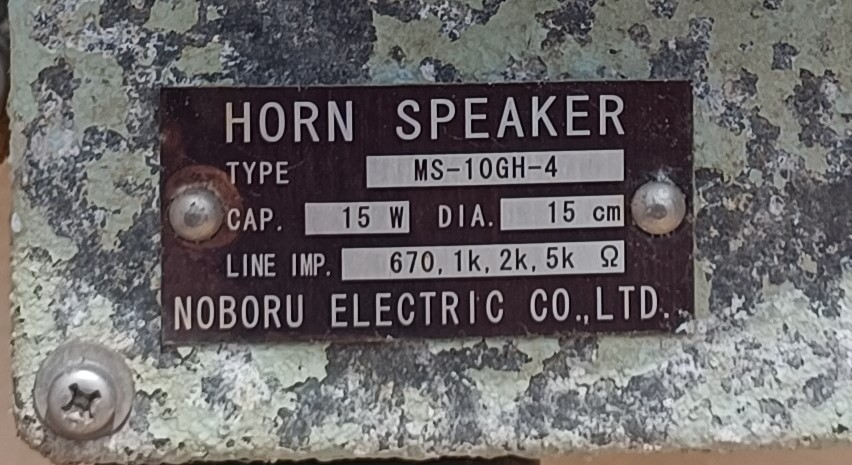 HORN SPEAKER
TYPE MS-10GH-4
CAP. 15 W DIA. 15 cm
LINE IMP. 670, 1k, 2k, 5k Ω
NOBORU ELECTRIC CO.,LTD.